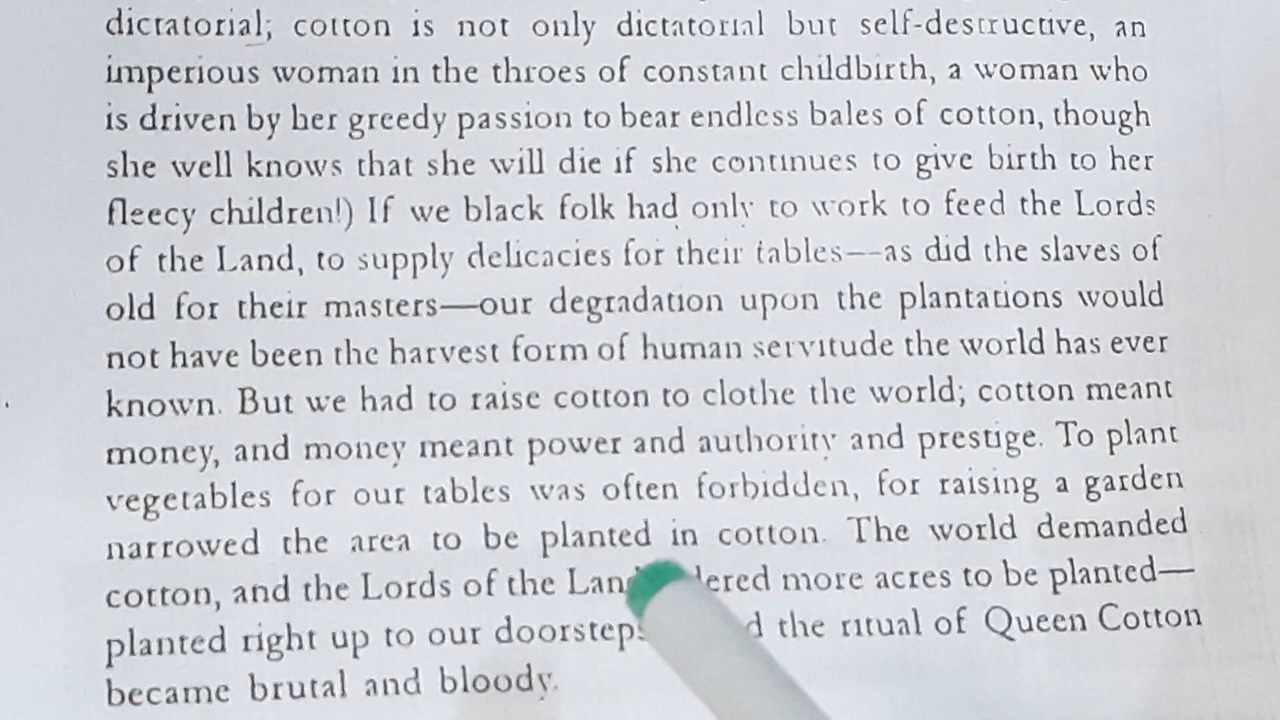 dictatorial; cotton is not only dictatorial but self-destructive, an
imperious woman in the throes of constant childbirth, a woman who
is driven by her greedy passion to bear endless bales of cotton, though
she well knows that she will die if she continues to give birth to her
fleecy children!) If we black folk had only to work to feed the Lords
of the Land, to supply delicacies for their tables—as did the slaves of
old for their masters—our degradation upon the plantations would
not have been the harvest form of human servitude the world has ever
known. But we had to raise cotton to clothe the world; cotton meant
money, and money meant power and authority and prestige. To plant
vegetables for our tables was often forbidden, for raising a garden
narrowed the area to be planted in cotton. The world demanded
cotton, and the Lords of the more acres to be planted—
planted right up to our the ritual of Queen Cotton
became brutal and bloody.